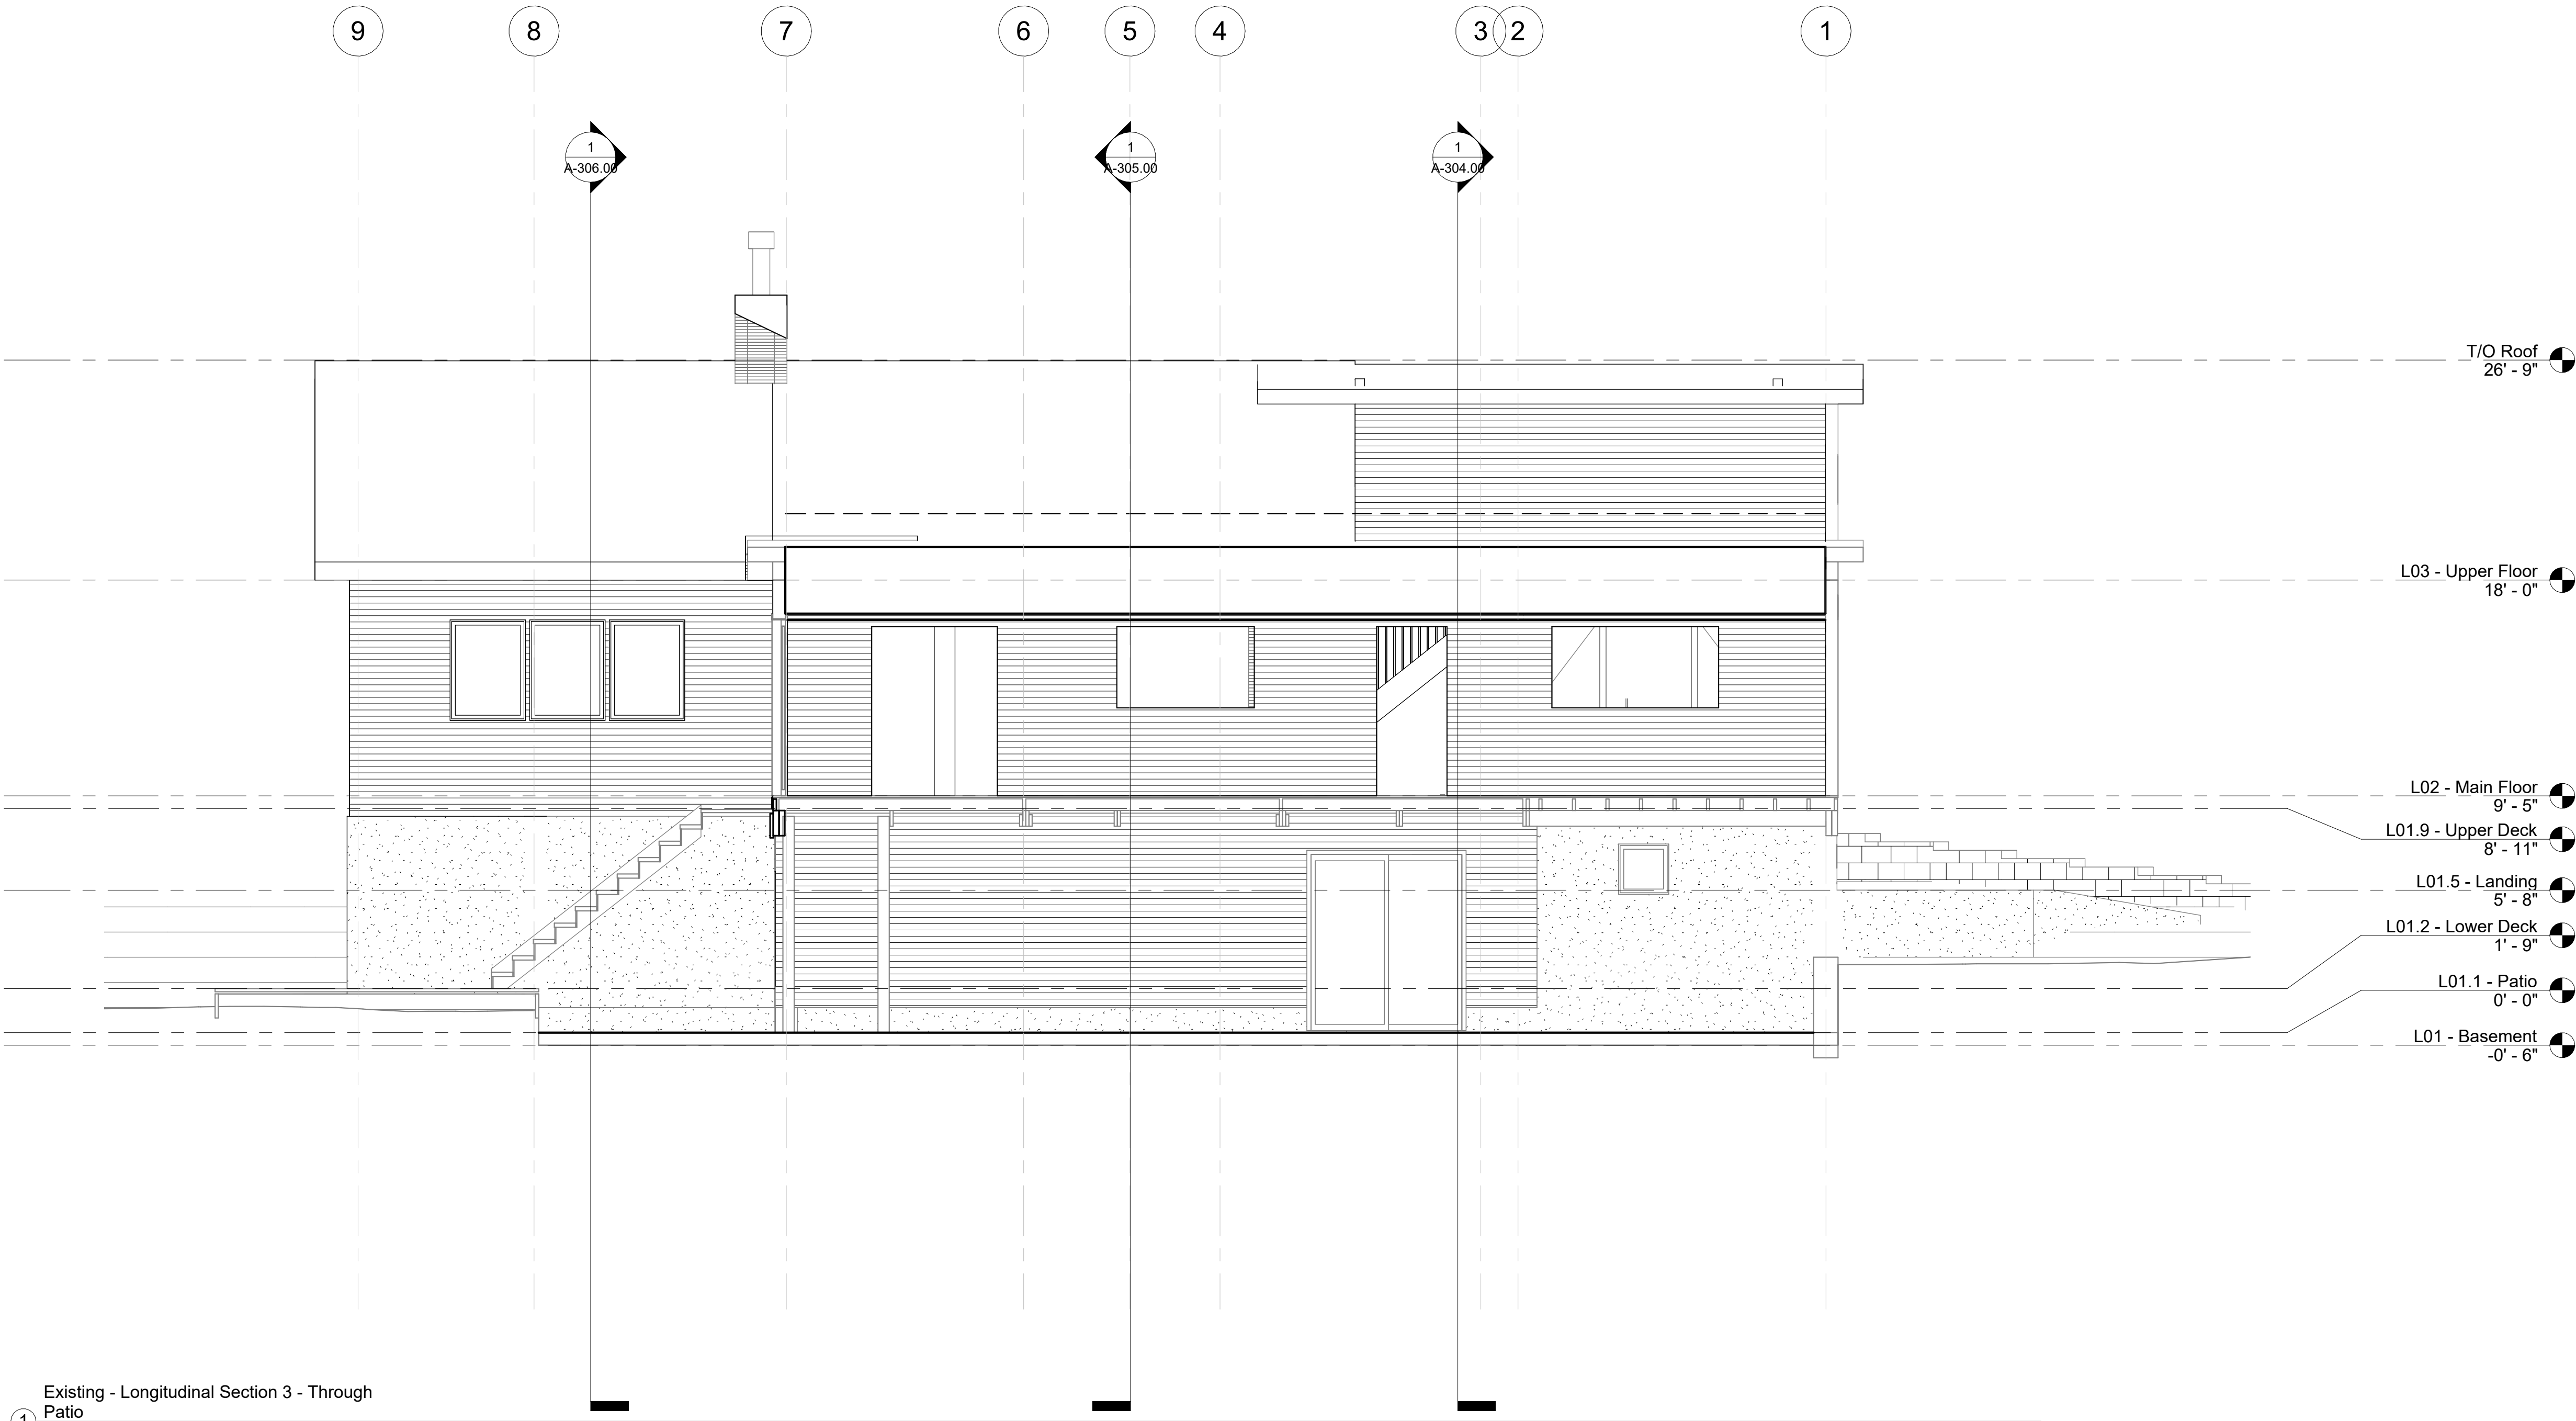 9
8
7
6
5
4
3
2
1
1
A-306.00
1
A-305.00
1
A-304.00
T/O Roof
26' - 9"
L03 - Upper Floor
18' - 0"
L02 - Main Floor
9' - 5"
L01.9 - Upper Deck
8' - 11"
L01.5 - Landing
5' - 8"
L01.2 - Lower Deck
1' - 9"
L01.1 - Patio
0' - 0"
L01 - Basement
-0' - 6"
Existing - Longitudinal Section 3 - Through
Patio
1